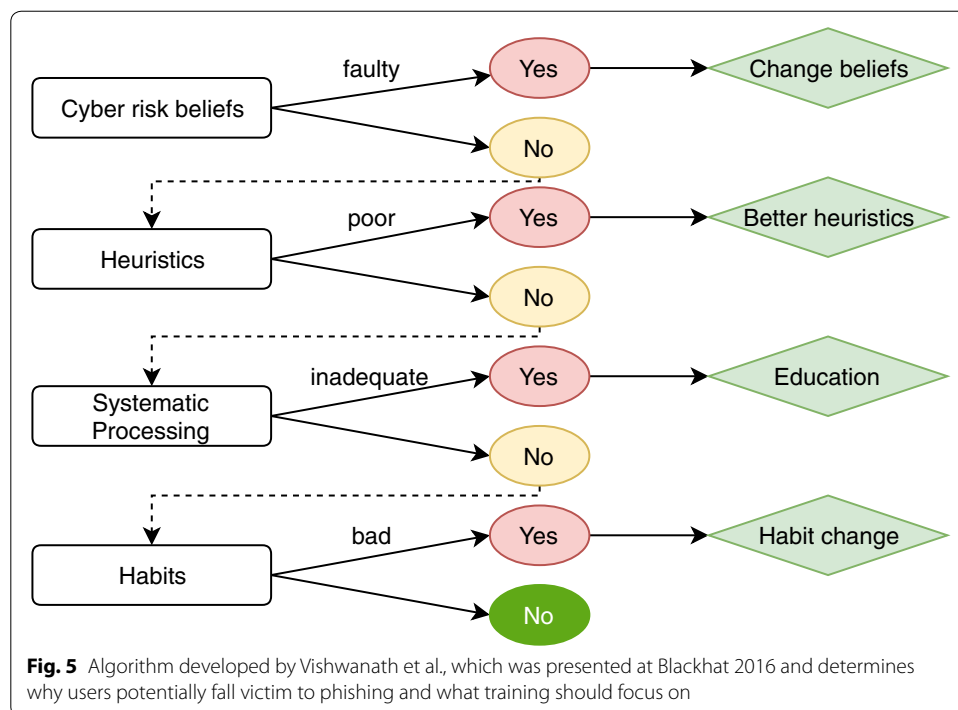 faulty
Yes
Change beliefs
Cyber risk beliefs
No
poor
Yes
Better heuristics
Heuristics
No
inadequate
Yes
Education
Systematic
Processing
No
bad
Yes
Habit change
Habits
No
Fig. 5 Algorithm developed by Vishwanath et al., which was presented at Blackhat 2016 and determines
why users potentially fall victim to phishing and what training should focus on